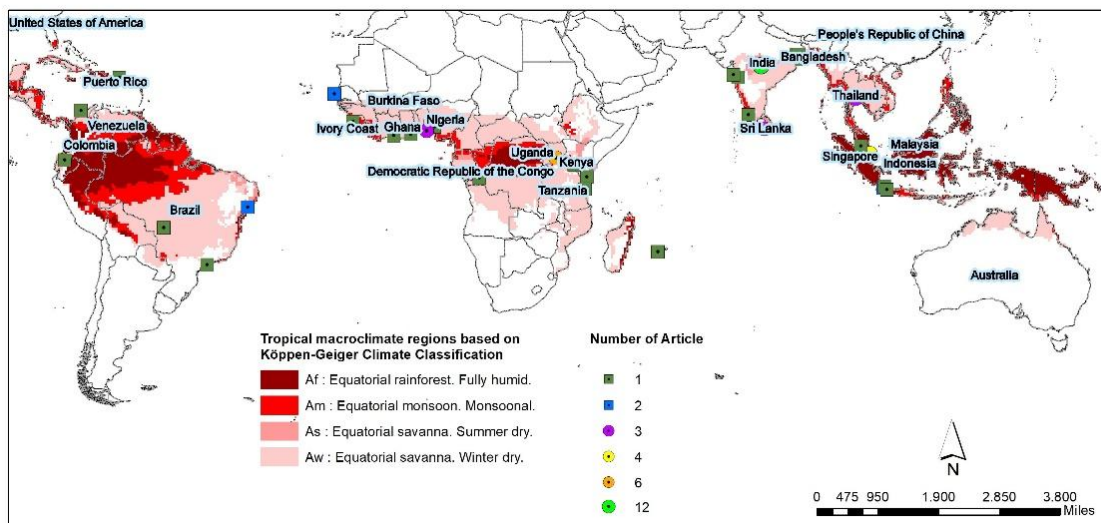 United States of America
People's Republic of China
Bangladesh
India
Puerto Rico
Thailand
Burkina Faso
Nigeria
Venezuela
Ivory Coast
Ghana
Sri Lanka
Colombia
Malaysia
Uganda
Singapore
Indonesia
Kenya
Democratic Republic of the Congo
Tanzania
Brazil
Australia
Tropical macroclimate regions based on
Köppen-Geiger Climate Classification
Af : Equatorial rainforest. Fully humid.
Am : Equatorial monsoon. Monsoonal.
As : Equatorial savanna. Summer dry.
Aw : Equatorial savanna. Winter dry.
Number of Article
1
2
3
4
6
12
N
0 475 950 1.900 2.850 3.800
Miles